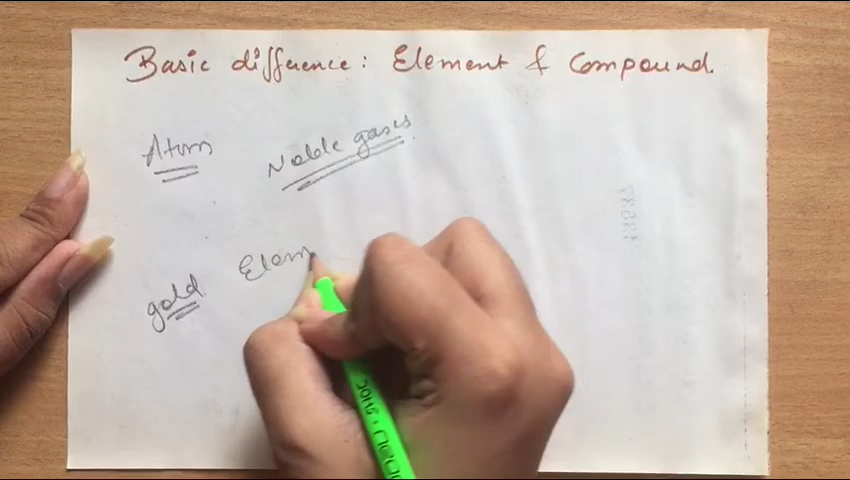 Basic difference: Element & Compound.
Atom
Noble gases
gold
Elem